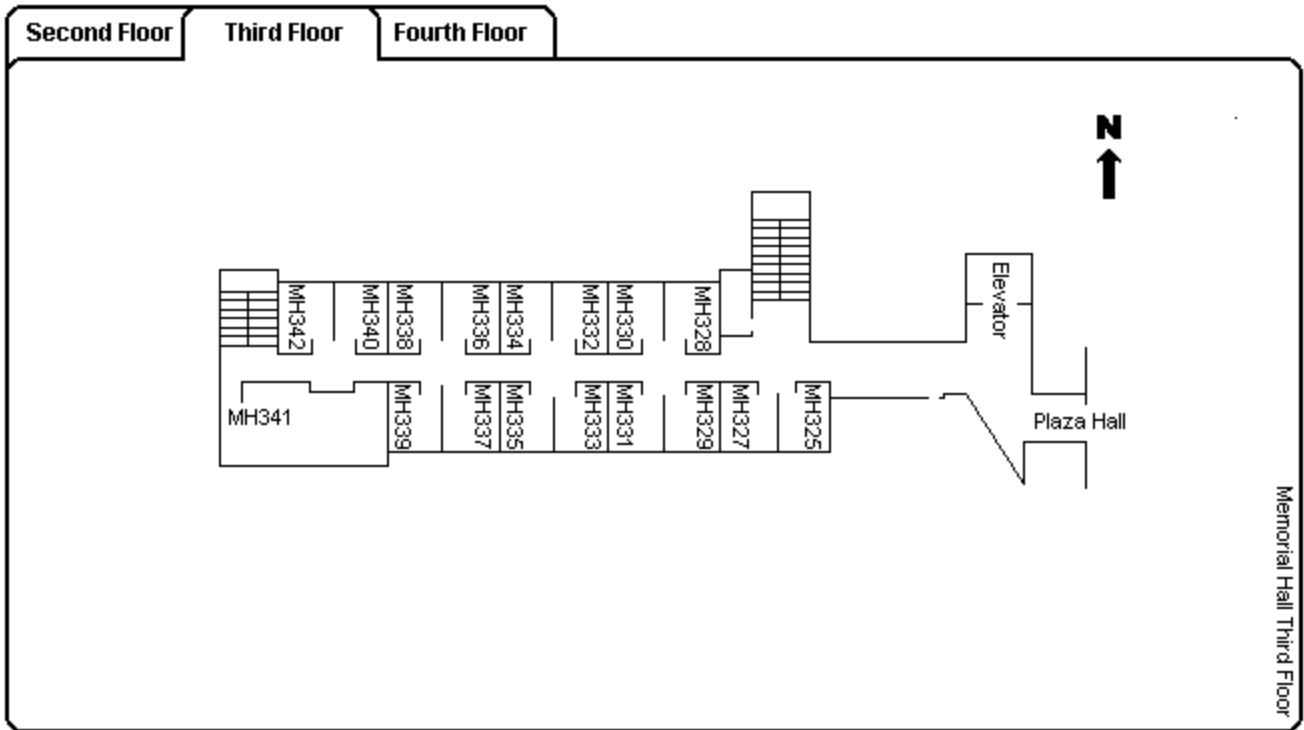 Second Floor
Third Floor
Fourth Floor
N
Elevator
MH342
MH340
MH338
MH336
MH334
MH332
MH330
MH328
MH341
MH339
MH337
MH335
MH333
MH331
MH329
MH327
MH325
Plaza Hall
Memorial Hall Third Floor